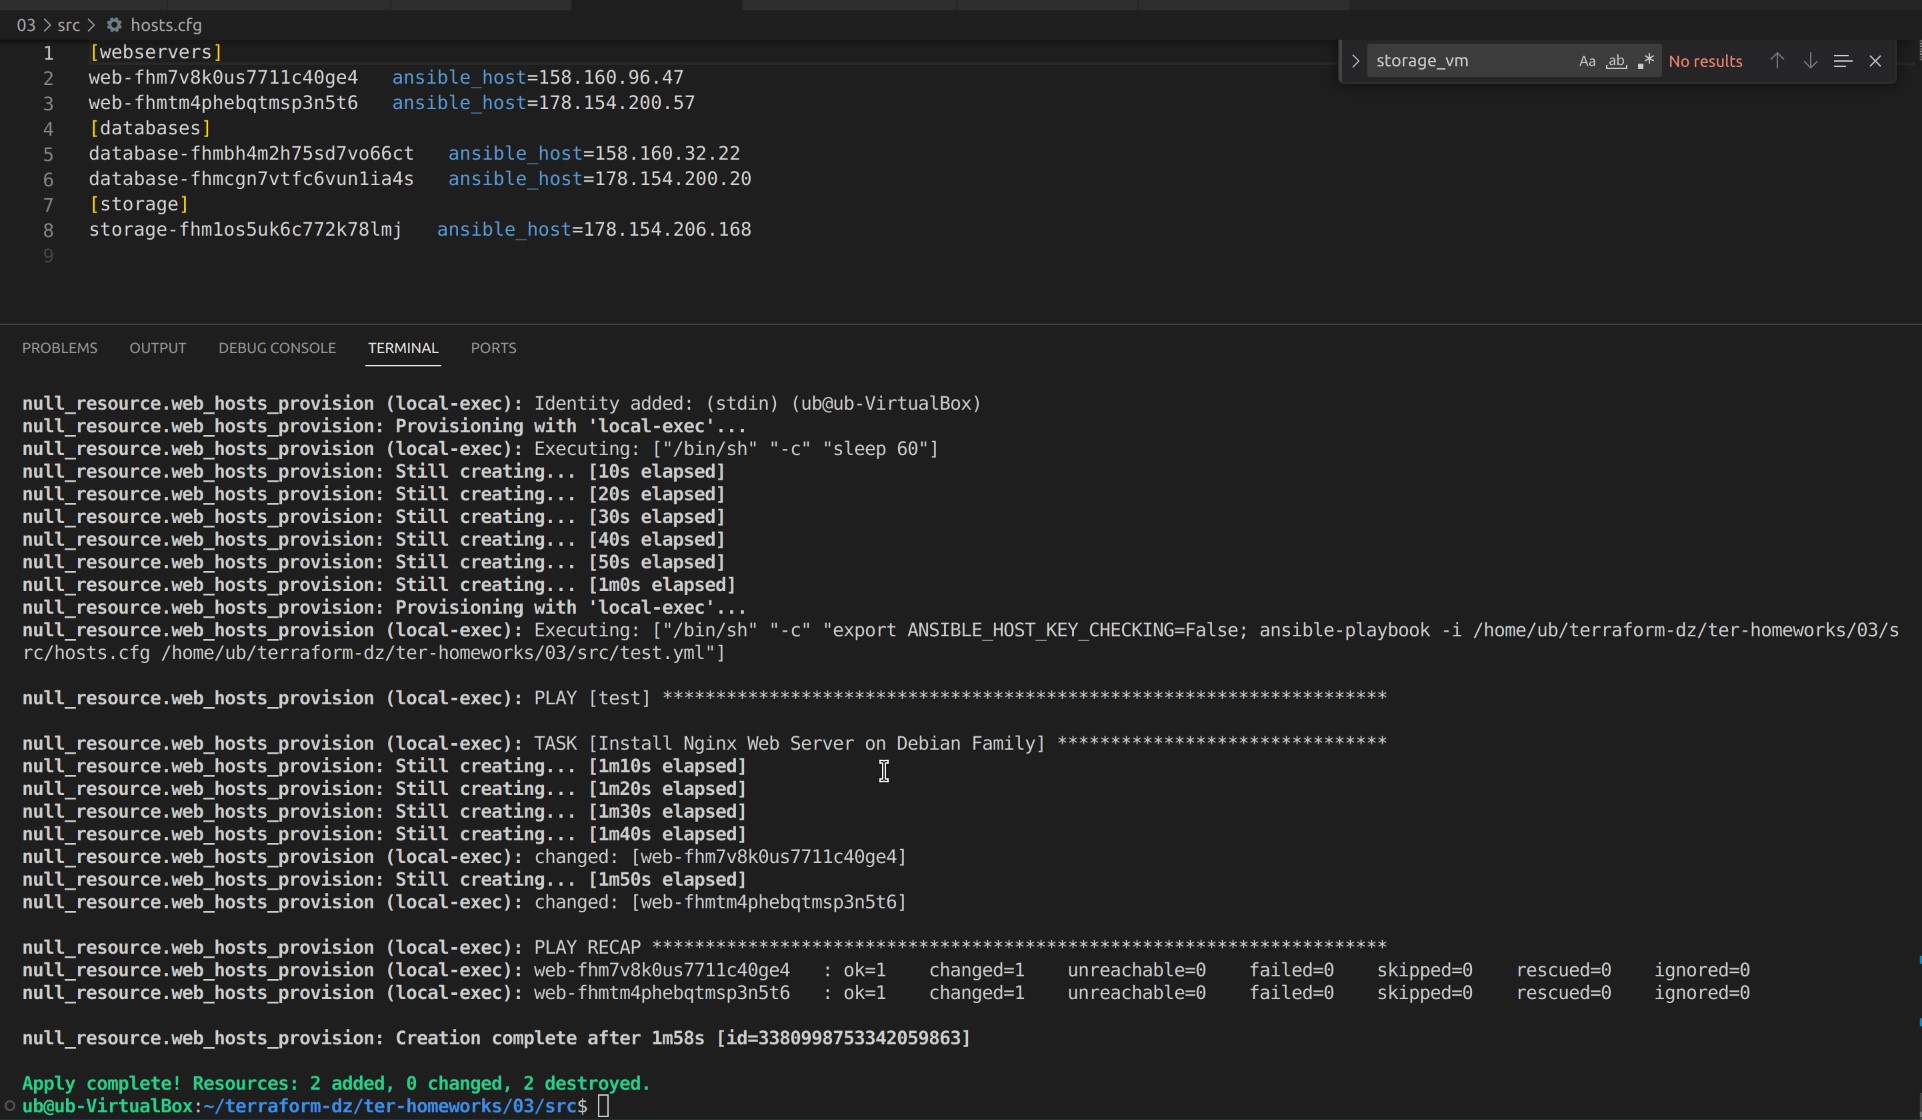 03 > src > hosts.cfg
1 [webservers]
2 web-fhm7v8k0us7711c40ge4   ansible_host=158.160.96.47
3 web-fhmtm4phebqtmsp3n5t6   ansible_host=178.154.200.57
4 [databases]
5 database-fhmbh4m2h75sd7vo66ct   ansible_host=158.160.32.22
6 database-fhmcgn7vtfc6vun1ia4s   ansible_host=178.154.200.20
7 [storage]
8 storage-fhm1os5uk6c772k78lmj   ansible_host=178.154.206.168
9
storage_vm Aa ab .* No results
PROBLEMS OUTPUT DEBUG CONSOLE TERMINAL PORTS
null_resource.web_hosts_provision (local-exec): Identity added: (stdin) (ub@ub-VirtualBox)
null_resource.web_hosts_provision: Provisioning with 'local-exec'...
null_resource.web_hosts_provision (local-exec): Executing: ["/bin/sh" "-c" "sleep 60"]
null_resource.web_hosts_provision: Still creating... [10s elapsed]
null_resource.web_hosts_provision: Still creating... [20s elapsed]
null_resource.web_hosts_provision: Still creating... [30s elapsed]
null_resource.web_hosts_provision: Still creating... [40s elapsed]
null_resource.web_hosts_provision: Still creating... [50s elapsed]
null_resource.web_hosts_provision: Still creating... [1m0s elapsed]
null_resource.web_hosts_provision: Provisioning with 'local-exec'...
null_resource.web_hosts_provision (local-exec): Executing: ["/bin/sh" "-c" "export ANSIBLE_HOST_KEY_CHECKING=False; ansible-playbook -i /home/ub/terraform-dz/ter-homeworks/03/s
rc/hosts.cfg /home/ub/terraform-dz/ter-homeworks/03/src/test.yml"]
null_resource.web_hosts_provision (local-exec): PLAY [test] ********************************************************************
null_resource.web_hosts_provision (local-exec): TASK [Install Nginx Web Server on Debian Family] *******************************
null_resource.web_hosts_provision: Still creating... [1m10s elapsed]
null_resource.web_hosts_provision: Still creating... [1m20s elapsed]
null_resource.web_hosts_provision: Still creating... [1m30s elapsed]
null_resource.web_hosts_provision: Still creating... [1m40s elapsed]
null_resource.web_hosts_provision (local-exec): changed: [web-fhm7v8k0us7711c40ge4]
null_resource.web_hosts_provision: Still creating... [1m50s elapsed]
null_resource.web_hosts_provision (local-exec): changed: [web-fhmtm4phebqtmsp3n5t6]
null_resource.web_hosts_provision (local-exec): PLAY RECAP *********************************************************************
null_resource.web_hosts_provision (local-exec): web-fhm7v8k0us7711c40ge4   : ok=1    changed=1    unreachable=0    failed=0    skipped=0    rescued=0    ignored=0
null_resource.web_hosts_provision (local-exec): web-fhmtm4phebqtmsp3n5t6   : ok=1    changed=1    unreachable=0    failed=0    skipped=0    rescued=0    ignored=0
null_resource.web_hosts_provision: Creation complete after 1m58s [id=3380998753342059863]
Apply complete! Resources: 2 added, 0 changed, 2 destroyed.
ub@ub-VirtualBox:~/terraform-dz/ter-homeworks/03/src$